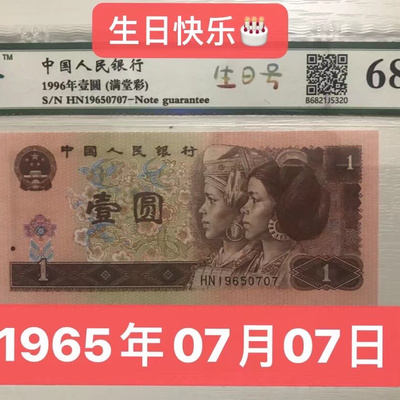 生日快乐🎂
TM
中国人民银行
1996年壹圆 (满堂彩)
S/N HN19650707-Note guarantee
生日号
B6821J5320
68
中国人民银行
1
壹圆
HN19650707
1
1
1965年07月07日